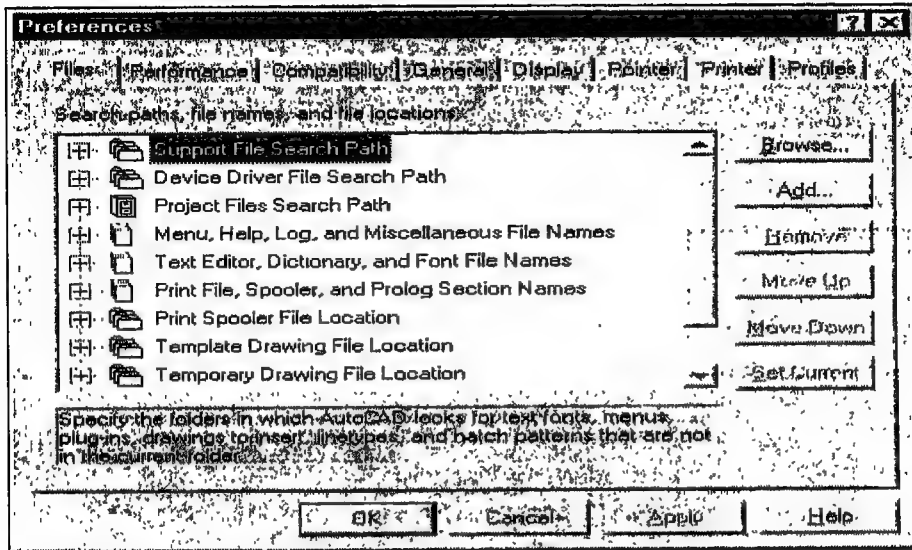 Preferences
Files Performance Compatibility General Display Pointer Printer Profiles
Search paths, file names, and file locations:
Support File Search Path
Device Driver File Search Path
Project Files Search Path
Menu, Help, Log, and Miscellaneous File Names
Text Editor, Dictionary, and Font File Names
Print File, Spooler, and Prolog Section Names
Print Spooler File Location
Template Drawing File Location
Temporary Drawing File Location
Browse...
Add...
Remove
Move Up
Move Down
Set Current
Specify the folders in which AutoCAD looks for text fonts, menus,
plug-ins, drawings to insert, linetypes, and hatch patterns that are not
in the current folder.
OK Cancel Apply Help